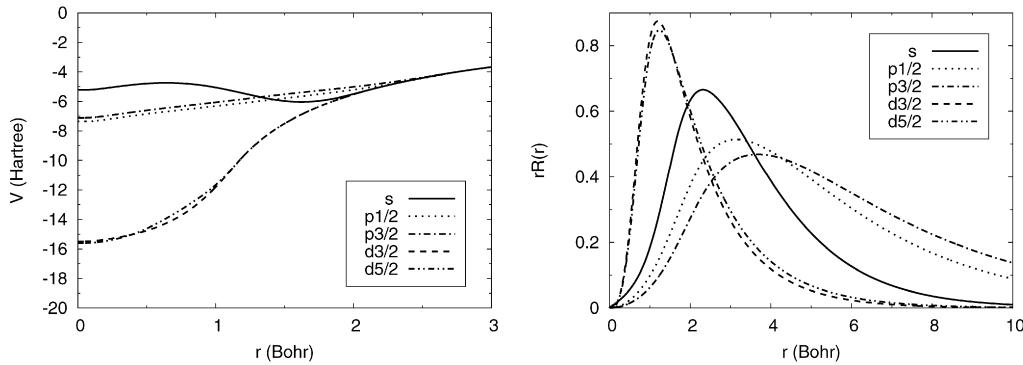 0
-2
-4
-6
-8
-10
-12
-14
-16
-18
-20
V (Hartree)
s
p1/2
p3/2
d3/2
d5/2
0 1 2 3
r (Bohr)
0.8
0.6
0.4
0.2
0
rR(r)
s
p1/2
p3/2
d3/2
d5/2
0 2 4 6 8 10
r (Bohr)